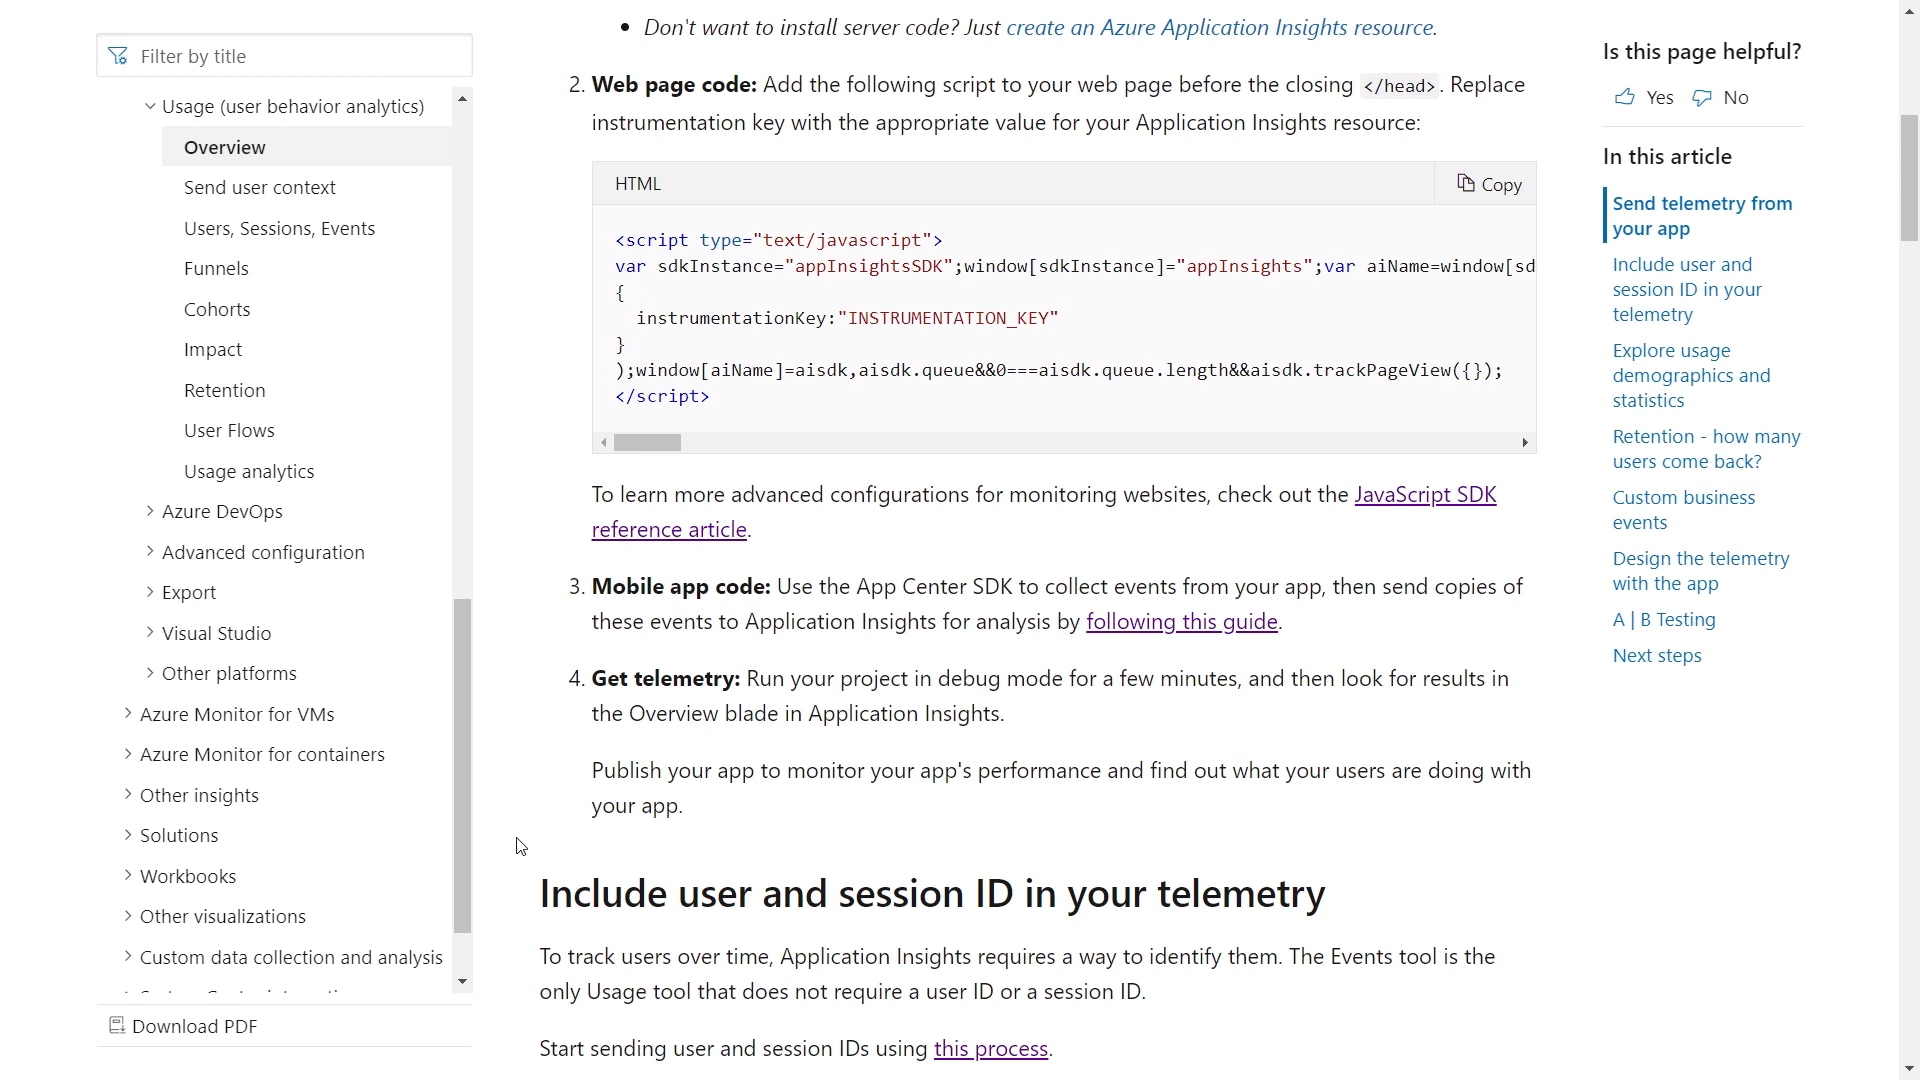 Filter by title
Usage (user behavior analytics)
Overview
Send user context
Users, Sessions, Events
Funnels
Cohorts
Impact
Retention
User Flows
Usage analytics
Azure DevOps
Advanced configuration
Export
Visual Studio
Other platforms
Azure Monitor for VMs
Azure Monitor for containers
Other insights
Solutions
Workbooks
Other visualizations
Custom data collection and analysis
Download PDF
• Don't want to install server code? Just create an Azure Application Insights resource.
2. Web page code: Add the following script to your web page before the closing </head>. Replace
instrumentation key with the appropriate value for your Application Insights resource:
HTML
Copy
<script type="text/javascript">
var sdkInstance="appInsightsSDK";window[sdkInstance]="appInsights";var aiName=window[sd
{
instrumentationKey:"INSTRUMENTATION_KEY"
}
);window[aiName]=aisdk,aisdk.queue&&0===aisdk.queue.length&&aisdk.trackPageView({});
</script>
To learn more advanced configurations for monitoring websites, check out the JavaScript SDK
reference article.
3. Mobile app code: Use the App Center SDK to collect events from your app, then send copies of
these events to Application Insights for analysis by following this guide.
4. Get telemetry: Run your project in debug mode for a few minutes, and then look for results in
the Overview blade in Application Insights.
Publish your app to monitor your app's performance and find out what your users are doing with
your app.
Include user and session ID in your telemetry
To track users over time, Application Insights requires a way to identify them. The Events tool is the
only Usage tool that does not require a user ID or a session ID.
Start sending user and session IDs using this process.
Is this page helpful?
Yes No
In this article
Send telemetry from
your app
Include user and
session ID in your
telemetry
Explore usage
demographics and
statistics
Retention - how many
users come back?
Custom business
events
Design the telemetry
with the app
A | B Testing
Next steps